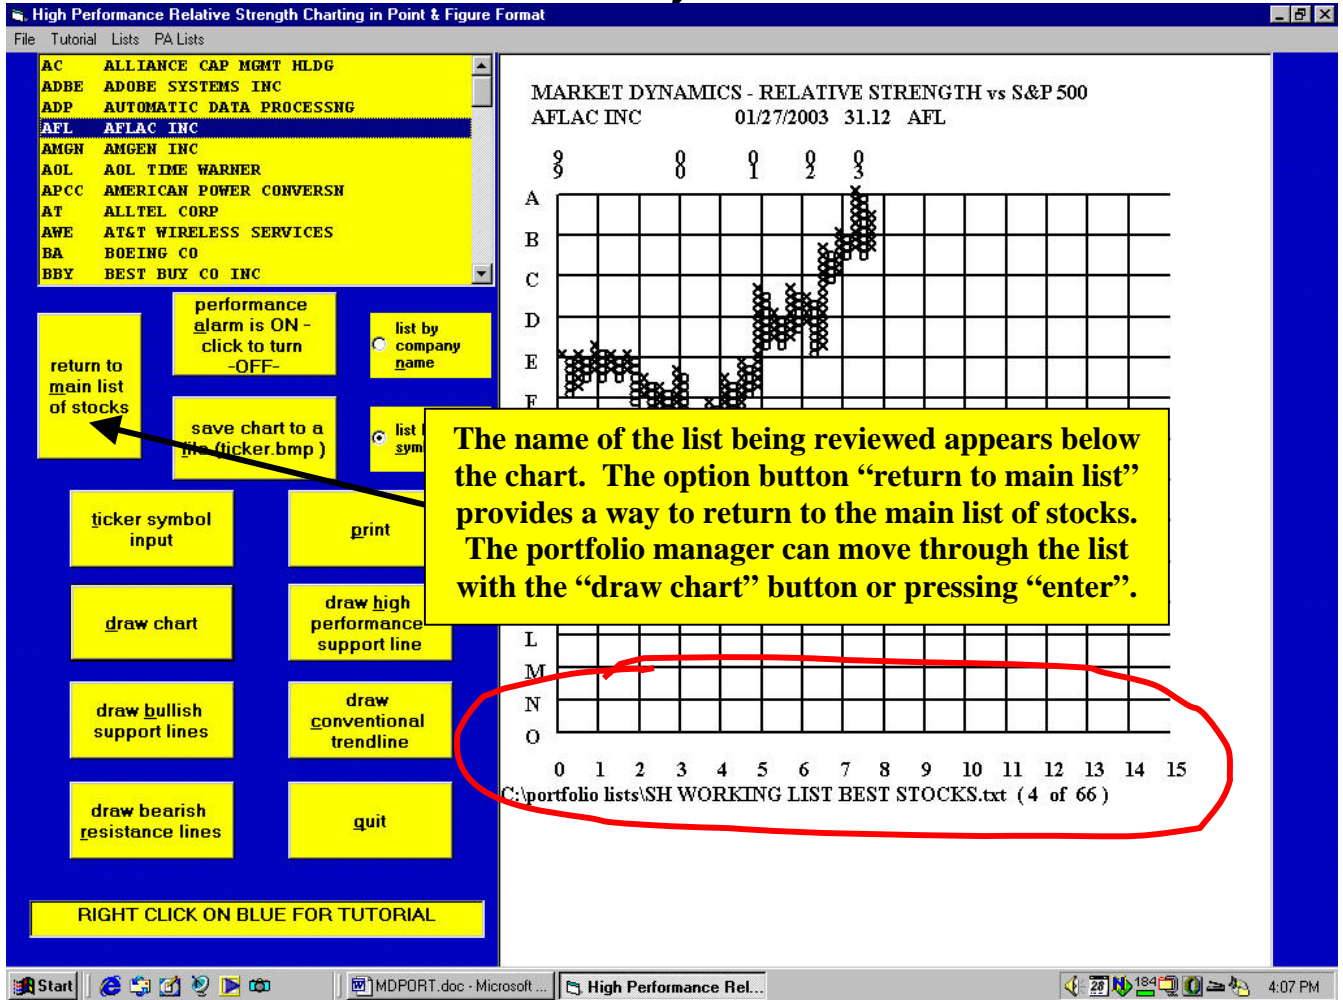 High Performance Relative Strength Charting in Point & Figure Format
File Tutorial Lists PA Lists
AC ALLIANCE CAP MGMT HLDG
ADBE ADOBE SYSTEMS INC
ADP AUTOMATIC DATA PROCESSNG
AFL AFLAC INC
AMGN AMGEN INC
AOL AOL TIME WARNER
APCC AMERICAN POWER CONVERSN
AT ALLTEL CORP
AWE AT&T WIRELESS SERVICES
BA BOEING CO
BBY BEST BUY CO INC
performance
alarm is ON -
click to turn
-OFF-
list by
company
name
return to
main list
of stocks
save chart to a
file (ticker.bmp )
list
sym
ticker symbol
input
print
draw chart
draw high
performance
support line
draw bullish
support lines
draw
conventional
trendline
draw bearish
resistance lines
quit
RIGHT CLICK ON BLUE FOR TUTORIAL
MARKET DYNAMICS - RELATIVE STRENGTH vs S&P 500
AFLAC INC 01/27/2003 31.12 AFL
99 00 01 02 03
A
B
C
D
E
F
The name of the list being reviewed appears below
the chart. The option button “return to main list”
provides a way to return to the main list of stocks.
The portfolio manager can move through the list
with the “draw chart” button or pressing “enter”.
L
M
N
O
0 1 2 3 4 5 6 7 8 9 10 11 12 13 14 15
C:\portfolio lists\SH WORKING LIST BEST STOCKS.txt ( 4 of 66 )
Start MDPORT.doc - Microsoft ... High Performance Rel... 28 184 4:07 PM